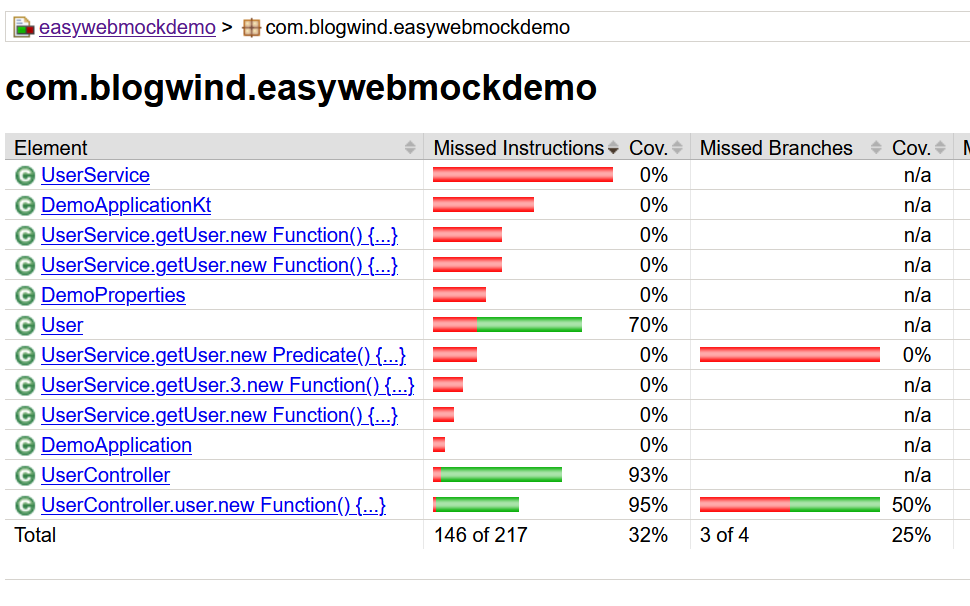 easywebmockdemo > com.blogwind.easywebmockdemo
com.blogwind.easywebmockdemo
Element Missed Instructions Cov. Missed Branches Cov.
UserService 0% n/a
DemoApplicationKt 0% n/a
UserService.getUser.new Function() {...} 0% n/a
UserService.getUser.new Function() {...} 0% n/a
DemoProperties 0% n/a
User 70% n/a
UserService.getUser.new Predicate() {...} 0% 0%
UserService.getUser.3.new Function() {...} 0% n/a
UserService.getUser.new Function() {...} 0% n/a
DemoApplication 0% n/a
UserController 93% n/a
UserController.user.new Function() {...} 95% 50%
Total 146 of 217 32% 3 of 4 25%